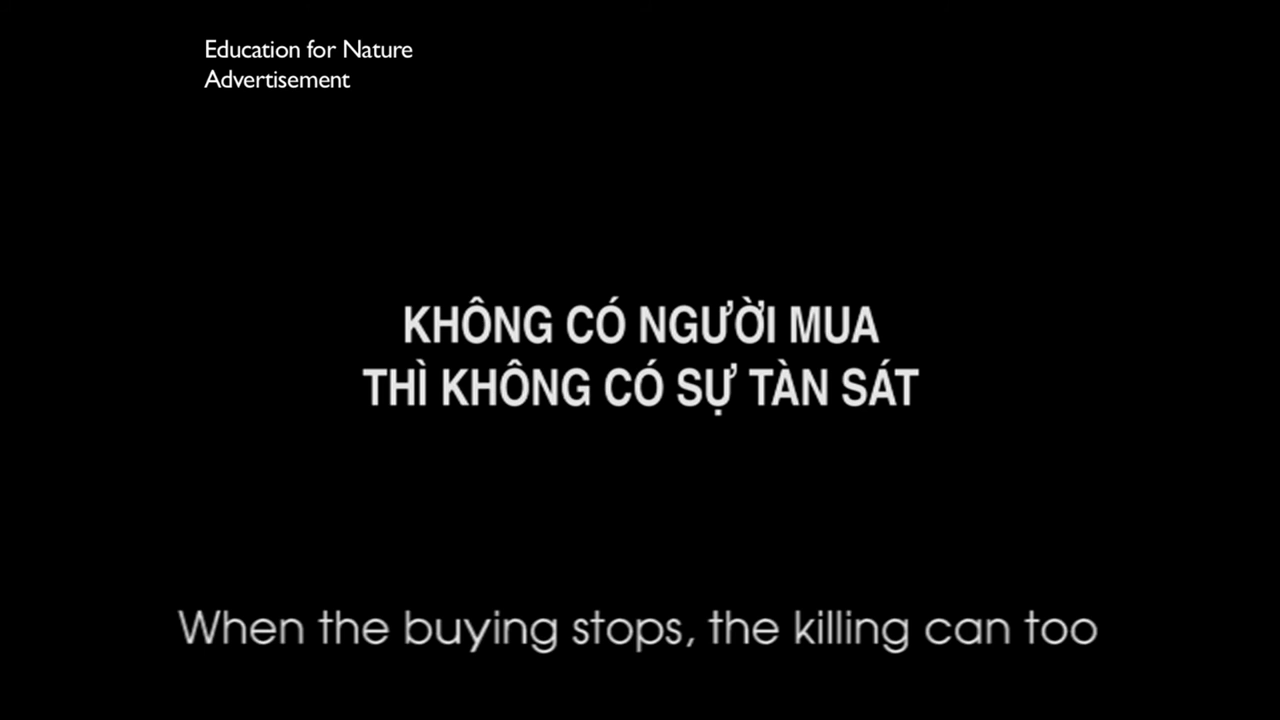 Education for Nature
Advertisement
KHÔNG CÓ NGƯỜI MUA
THÌ KHÔNG CÓ SỰ TÀN SÁT
When the buying stops, the killing can too